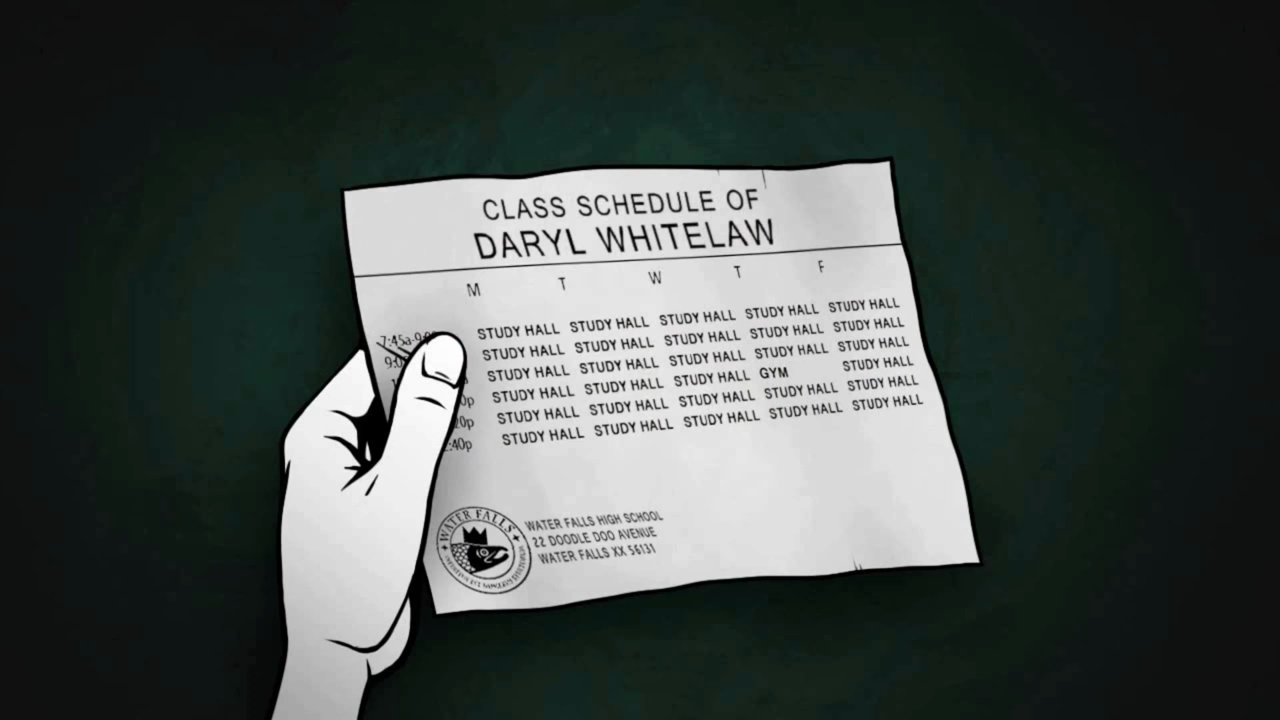 CLASS SCHEDULE OF
DARYL WHITELAW
M T W T F
STUDY HALL STUDY HALL STUDY HALL STUDY HALL STUDY HALL
STUDY HALL STUDY HALL STUDY HALL STUDY HALL STUDY HALL
STUDY HALL STUDY HALL STUDY HALL STUDY HALL STUDY HALL
0p STUDY HALL STUDY HALL STUDY HALL GYM STUDY HALL
20p STUDY HALL STUDY HALL STUDY HALL STUDY HALL STUDY HALL
:40p STUDY HALL STUDY HALL STUDY HALL STUDY HALL STUDY HALL
WATER FALLS
WATER FALLS HIGH SCHOOL
22 DOODLE DOO AVENUE
WATER FALLS XX 56131